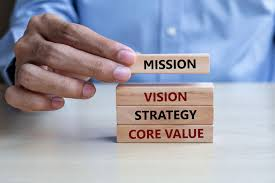 MISSION
VISION
STRATEGY
CORE VALUE